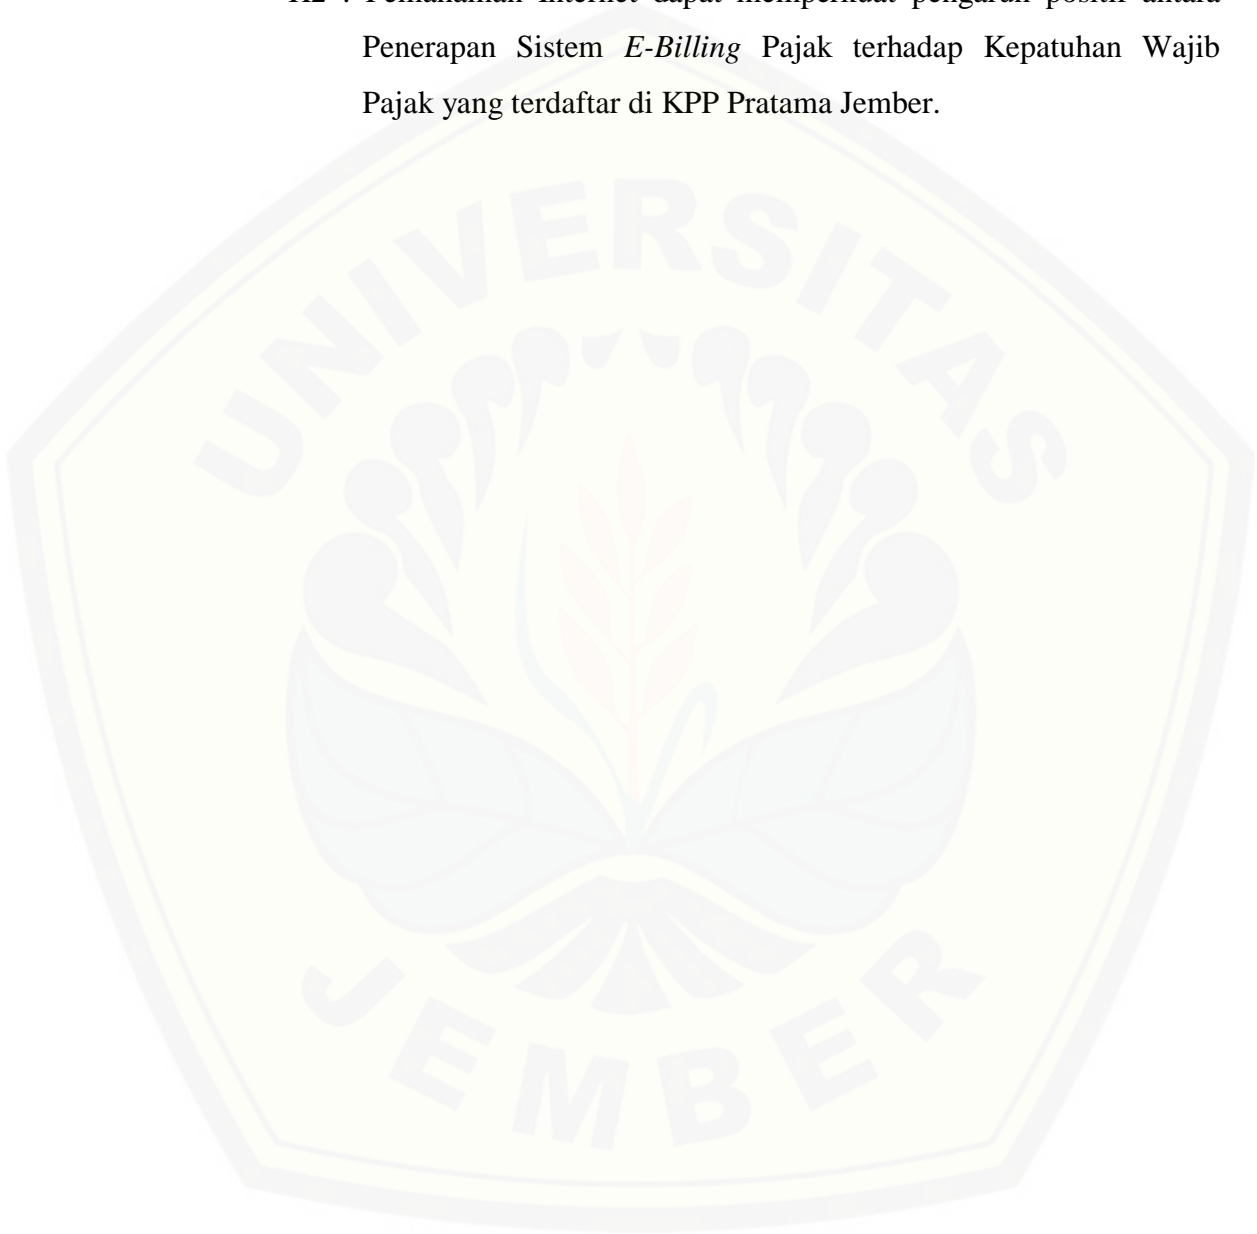 H2 : Pemahaman Internet dapat memperkuat pengaruh positif antara
Penerapan Sistem E-Billing Pajak terhadap Kepatuhan Wajib
Pajak yang terdaftar di KPP Pratama Jember.
UNIVERSITAS
JEMBER